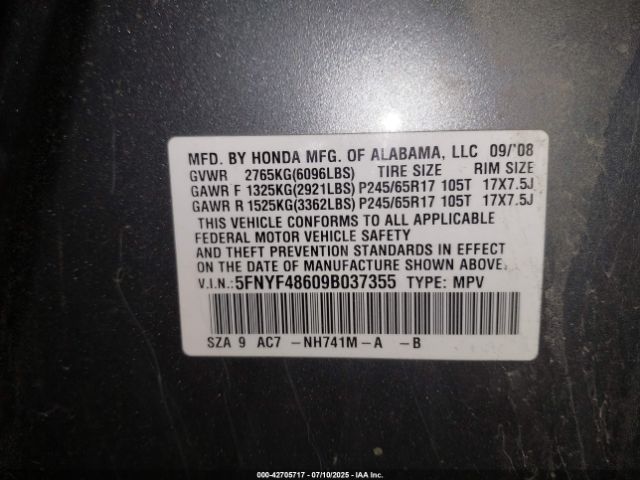 MFD. BY HONDA MFG. OF ALABAMA, LLC 09/'08
GVWR 2765KG(6096LBS) TIRE SIZE RIM SIZE
GAWR F 1325KG(2921LBS) P245/65R17 105T 17X7.5J
GAWR R 1525KG(3362LBS) P245/65R17 105T 17X7.5J
THIS VEHICLE CONFORMS TO ALL APPLICABLE
FEDERAL MOTOR VEHICLE SAFETY
AND THEFT PREVENTION STANDARDS IN EFFECT
ON THE DATE OF MANUFACTURE SHOWN ABOVE.
V.I.N.:5FNYF48609B037355 TYPE: MPV
SZA 9 AC7 -NH741M-A -B
000-42705717 - 07/10/2025 - IAA Inc.